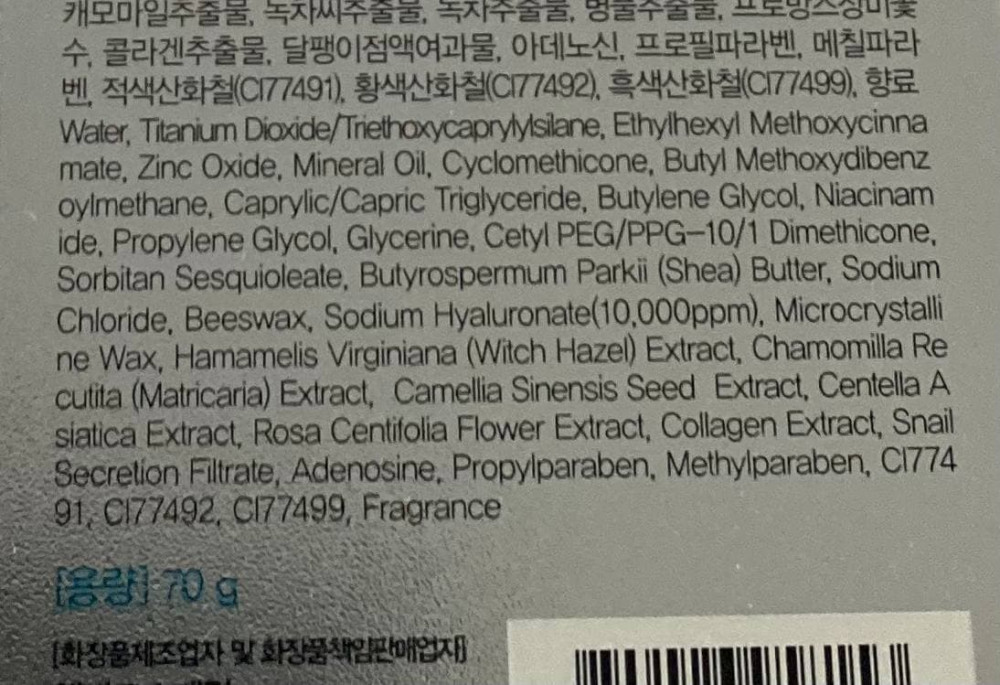 캐모마일추출물, 녹차씨추출물, 녹차추출물, 병풀추출물, 프로방스장미꽃
수, 콜라겐추출물, 달팽이점액여과물, 아데노신, 프로필파라벤, 메칠파라
벤, 적색산화철(CI77491), 황색산화철(CI77492), 흑색산화철(CI77499), 향료
Water, Titanium Dioxide/Triethoxycaprylylsilane, Ethylhexyl Methoxycinna
mate, Zinc Oxide, Mineral Oil, Cyclomethicone, Butyl Methoxydibenz
oylmethane, Caprylic/Capric Triglyceride, Butylene Glycol, Niacinam
ide, Propylene Glycol, Glycerine, Cetyl PEG/PPG-10/1 Dimethicone,
Sorbitan Sesquioleate, Butyrospermum Parkii (Shea) Butter, Sodium
Chloride, Beeswax, Sodium Hyaluronate(10,000ppm), Microcrystalli
ne Wax, Hamamelis Virginiana (Witch Hazel) Extract, Chamomilla Re
cutita (Matricaria) Extract, Camellia Sinensis Seed Extract, Centella A
siatica Extract, Rosa Centifolia Flower Extract, Collagen Extract, Snail
Secretion Filtrate, Adenosine, Propylparaben, Methylparaben, CI774
91, CI77492, CI77499, Fragrance
[용량] 70 g
[화장품제조업자 및 화장품책임판매업자]